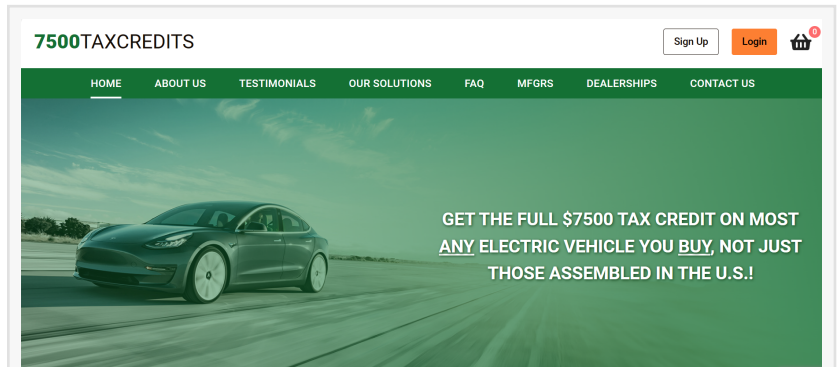 7500TAXCREDITS
Sign Up
Login
0
HOME ABOUT US TESTIMONIALS OUR SOLUTIONS FAQ MFGRS DEALERSHIPS CONTACT US
GET THE FULL $7500 TAX CREDIT ON MOST
ANY ELECTRIC VEHICLE YOU BUY, NOT JUST
THOSE ASSEMBLED IN THE U.S.!